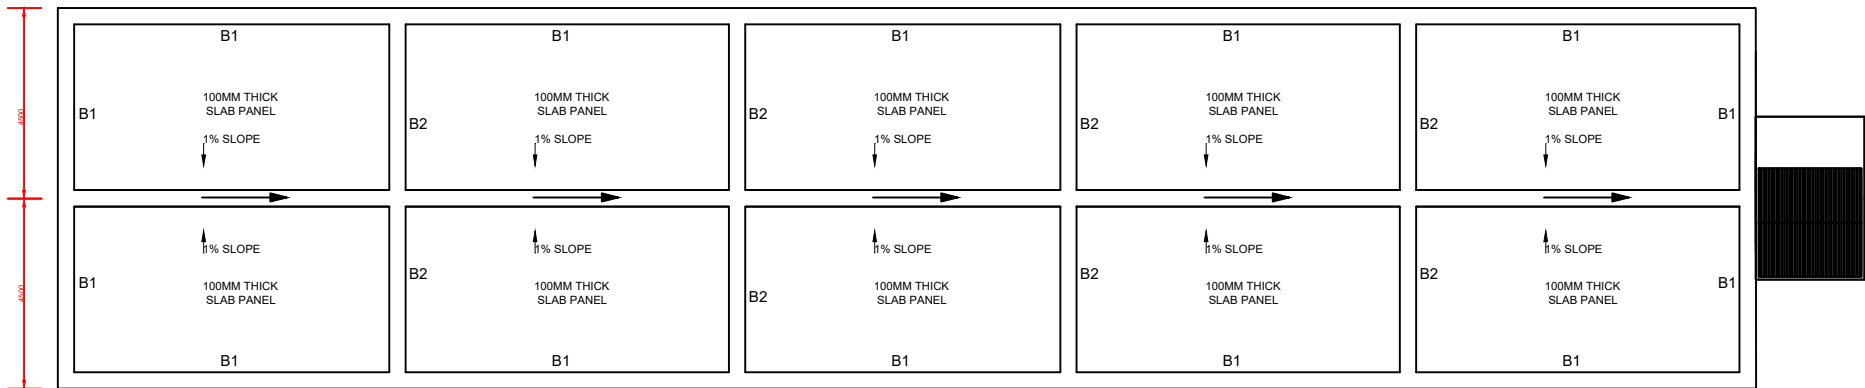 B1 B1 B1 B1 B1
100MM THICK 100MM THICK 100MM THICK 100MM THICK 100MM THICK
SLAB PANEL SLAB PANEL SLAB PANEL SLAB PANEL SLAB PANEL
4500 B1 B2 B2 B2 B2 B1
1% SLOPE 1% SLOPE 1% SLOPE 1% SLOPE 1% SLOPE
1% SLOPE 1% SLOPE 1% SLOPE 1% SLOPE 1% SLOPE
4500 B1 B2 B2 B2 B2 B1
100MM THICK 100MM THICK 100MM THICK 100MM THICK 100MM THICK
SLAB PANEL SLAB PANEL SLAB PANEL SLAB PANEL SLAB PANEL
B1 B1 B1 B1 B1